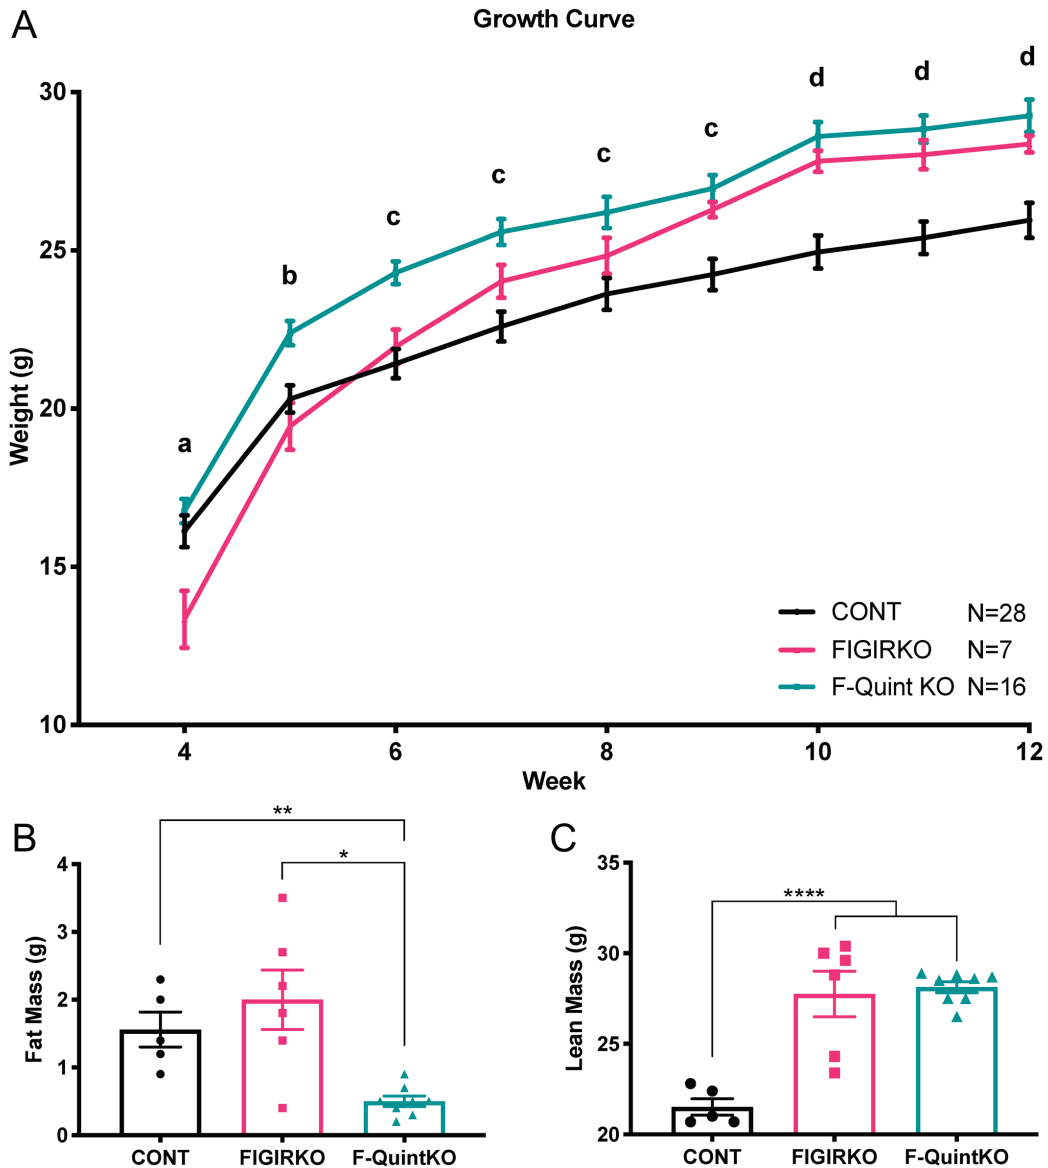 A
Growth Curve
d
d
d
30
c
c
c
c
b
a
25
20
15
10
Weight (g)
CONT N=28
FIGIRKO N=7
F-Quint KO N=16
4 6 8 10 12
Week
B
**
*
4
3
2
1
0
Fat Mass (g)
CONT FIGIRKO F-QuintKO
C
****
35
30
25
20
Lean Mass (g)
CONT FIGIRKO F-QuintKO